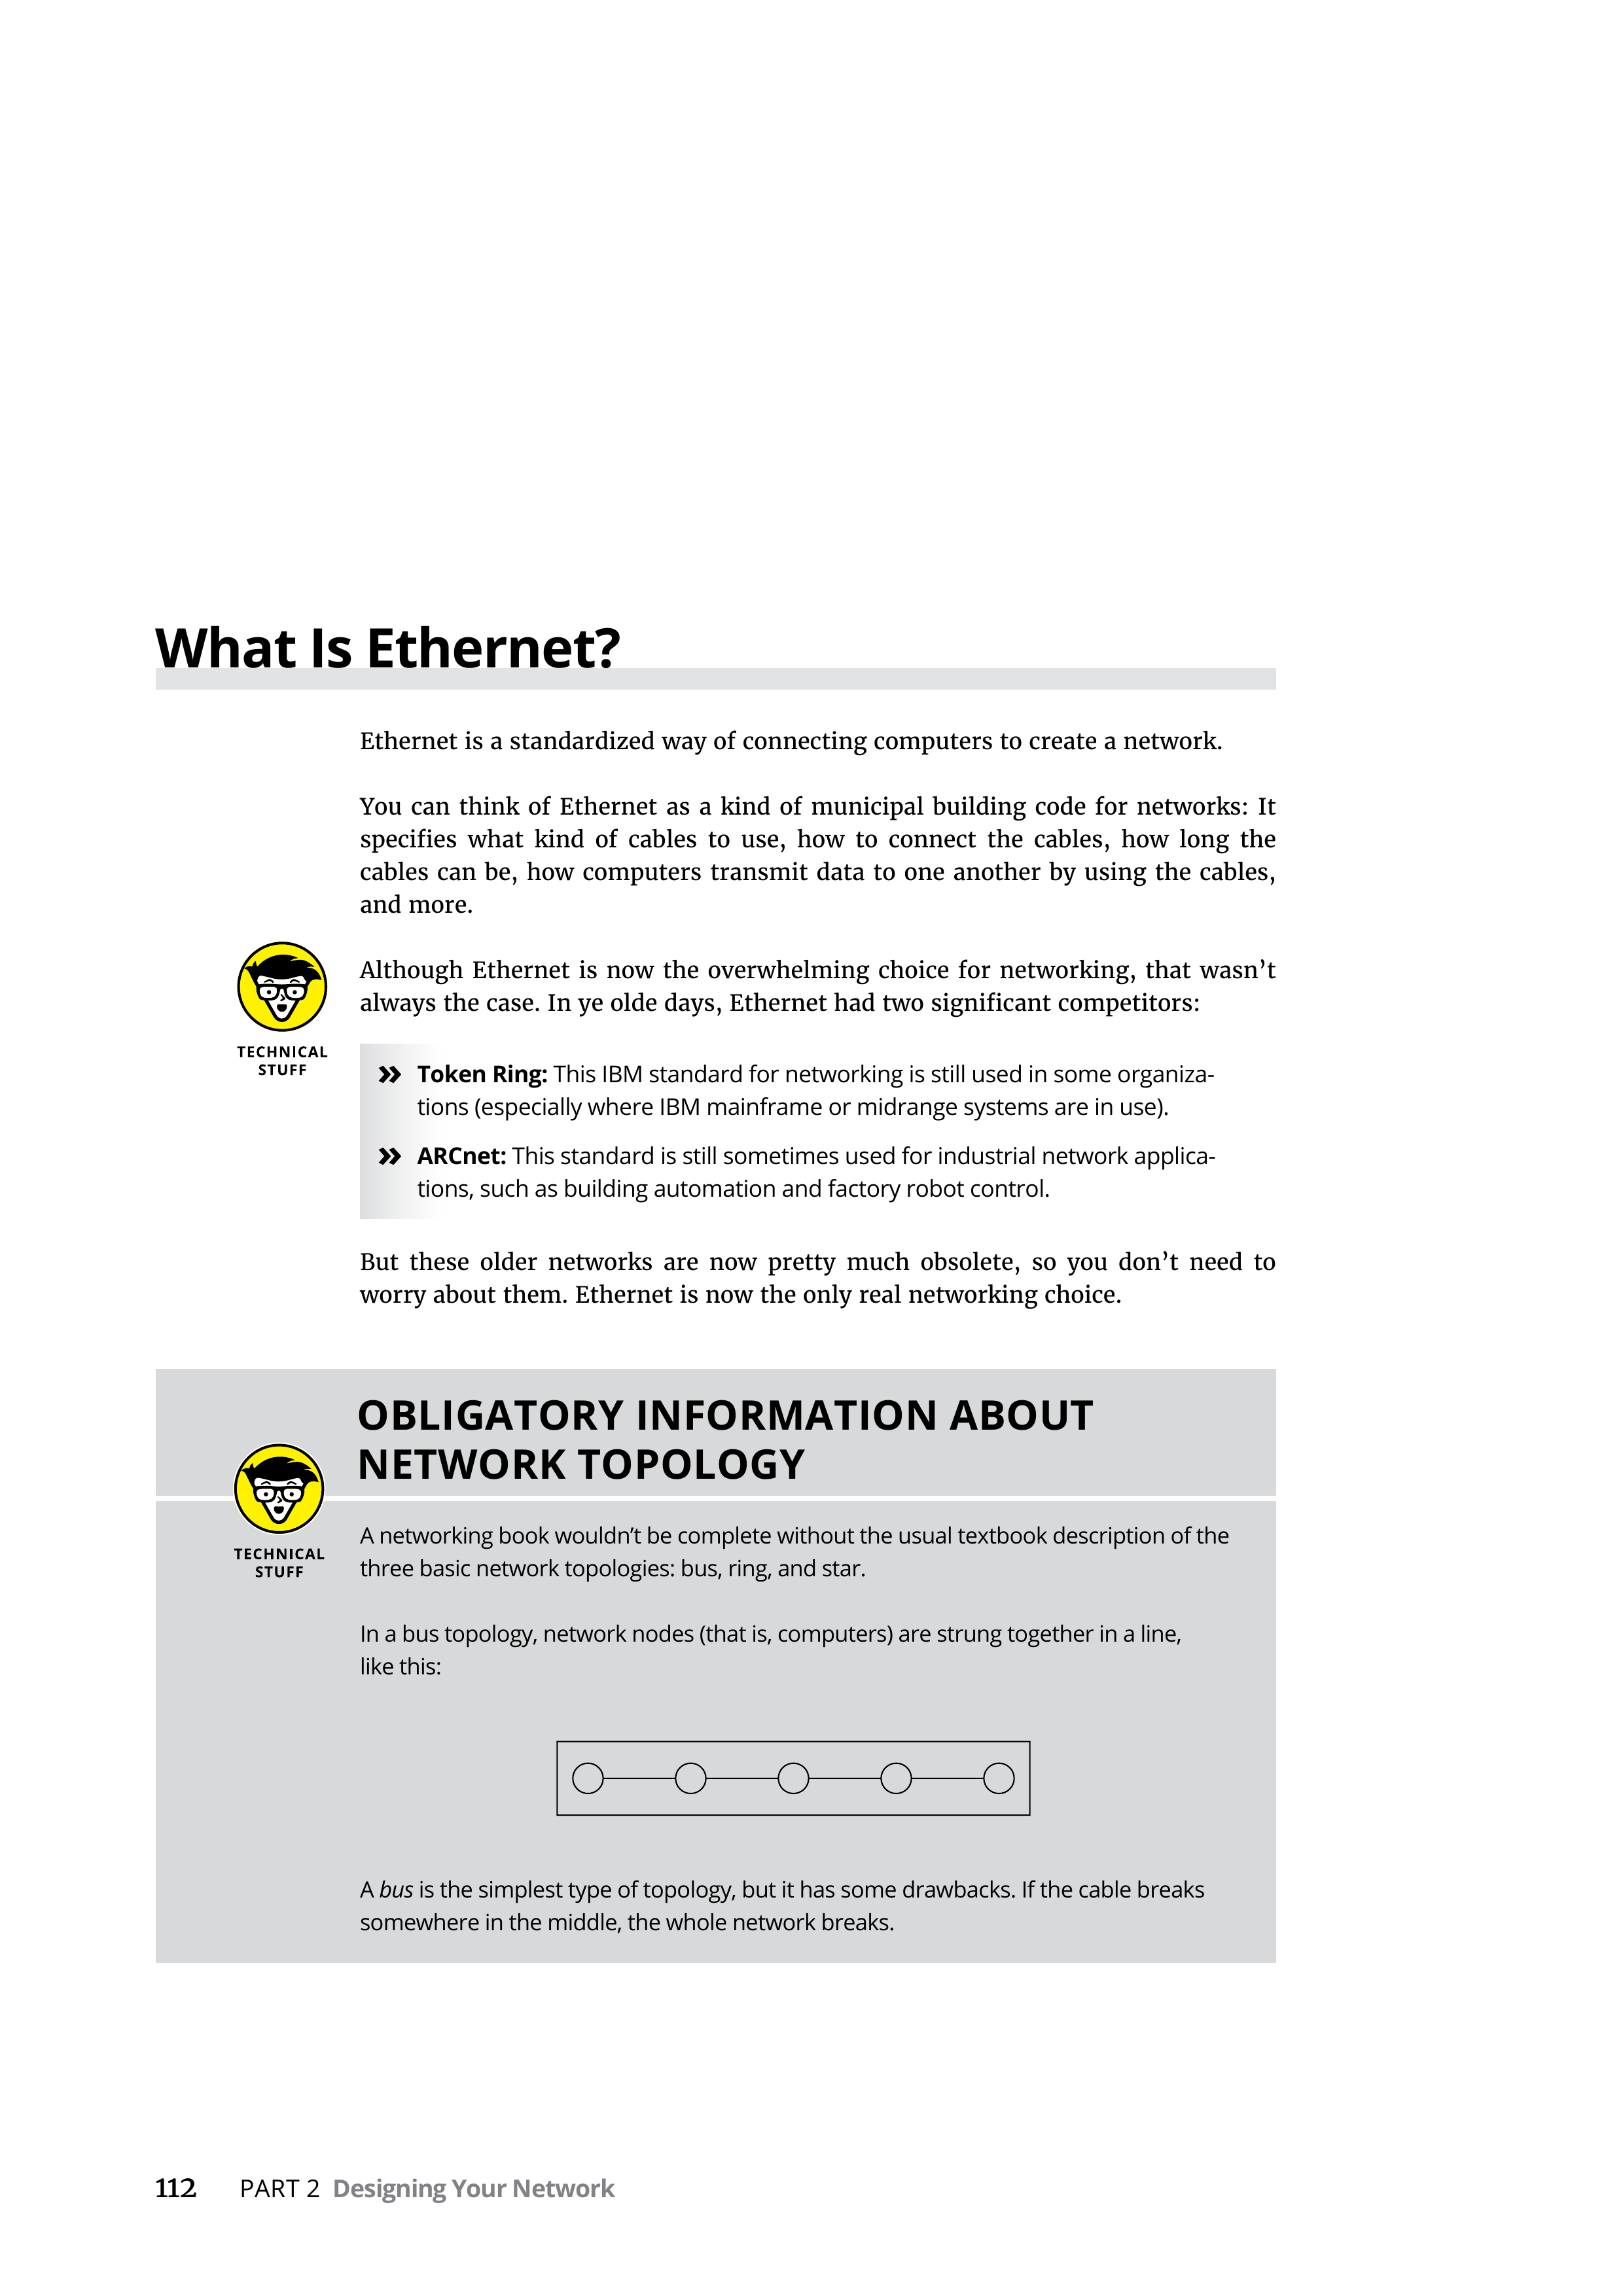 What Is Ethernet?
Ethernet is a standardized way of connecting computers to create a network.
You can think of Ethernet as a kind of municipal building code for networks: It
specifies what kind of cables to use, how to connect the cables, how long the
cables can be, how computers transmit data to one another by using the cables,
and more.
TECHNICAL
STUFF
Although Ethernet is now the overwhelming choice for networking, that wasn’t
always the case. In ye olde days, Ethernet had two significant competitors:
» Token Ring: This IBM standard for networking is still used in some organiza-
tions (especially where IBM mainframe or midrange systems are in use).
» ARCnet: This standard is still sometimes used for industrial network applica-
tions, such as building automation and factory robot control.
But these older networks are now pretty much obsolete, so you don’t need to
worry about them. Ethernet is now the only real networking choice.
OBLIGATORY INFORMATION ABOUT
NETWORK TOPOLOGY
TECHNICAL
STUFF
A networking book wouldn’t be complete without the usual textbook description of the
three basic network topologies: bus, ring, and star.
In a bus topology, network nodes (that is, computers) are strung together in a line,
like this:
A bus is the simplest type of topology, but it has some drawbacks. If the cable breaks
somewhere in the middle, the whole network breaks.
112 PART 2 Designing Your Network